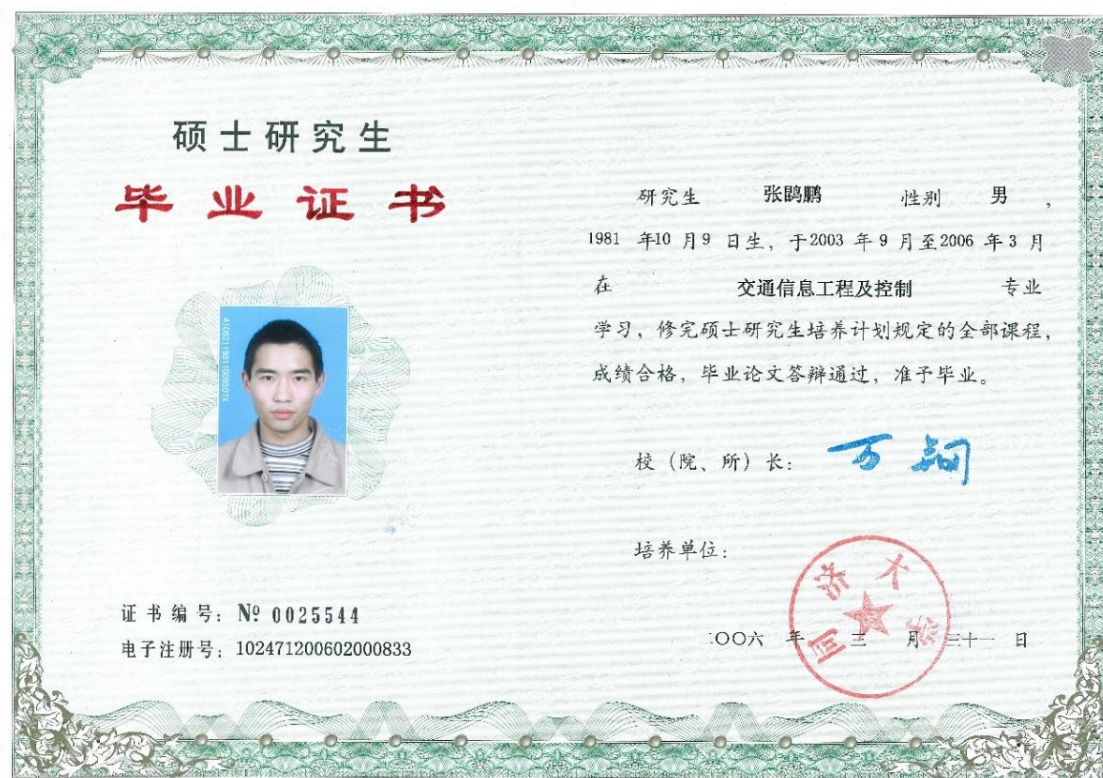 硕士研究生
毕业证书
证书编号：№ 0025544
电子注册号：102471200602000833
研究生 张鹍鹏 性别 男，
1981 年10 月9 日生，于2003 年 9 月至2006 年 3 月
在 交通信息工程及控制 专业
学习，修完硕士研究生培养计划规定的全部课程，
成绩合格，毕业论文答辩通过，准予毕业。
校（院、所）长： 万钢
培养单位：
同济大学
二〇〇六 年 三 月 三十一 日